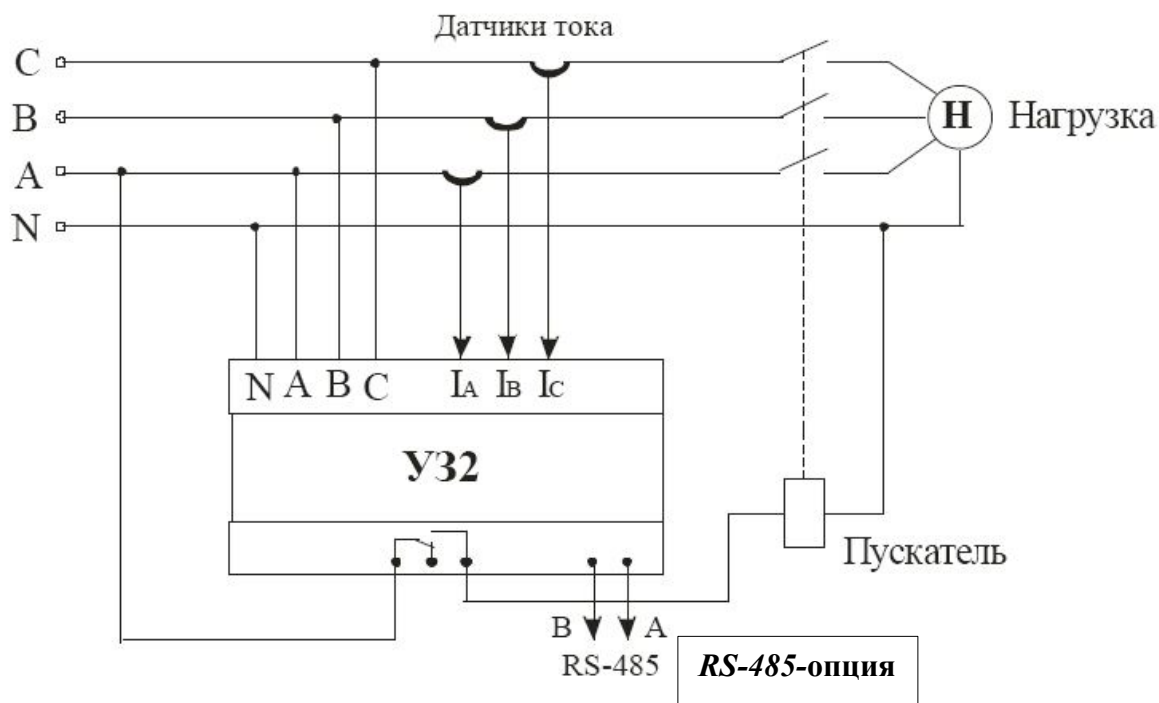 Датчики тока
C
B
A
N
Н Нагрузка
N A B C IA IB IC
УЗ2
Пускатель
B A
RS-485
RS-485-опция